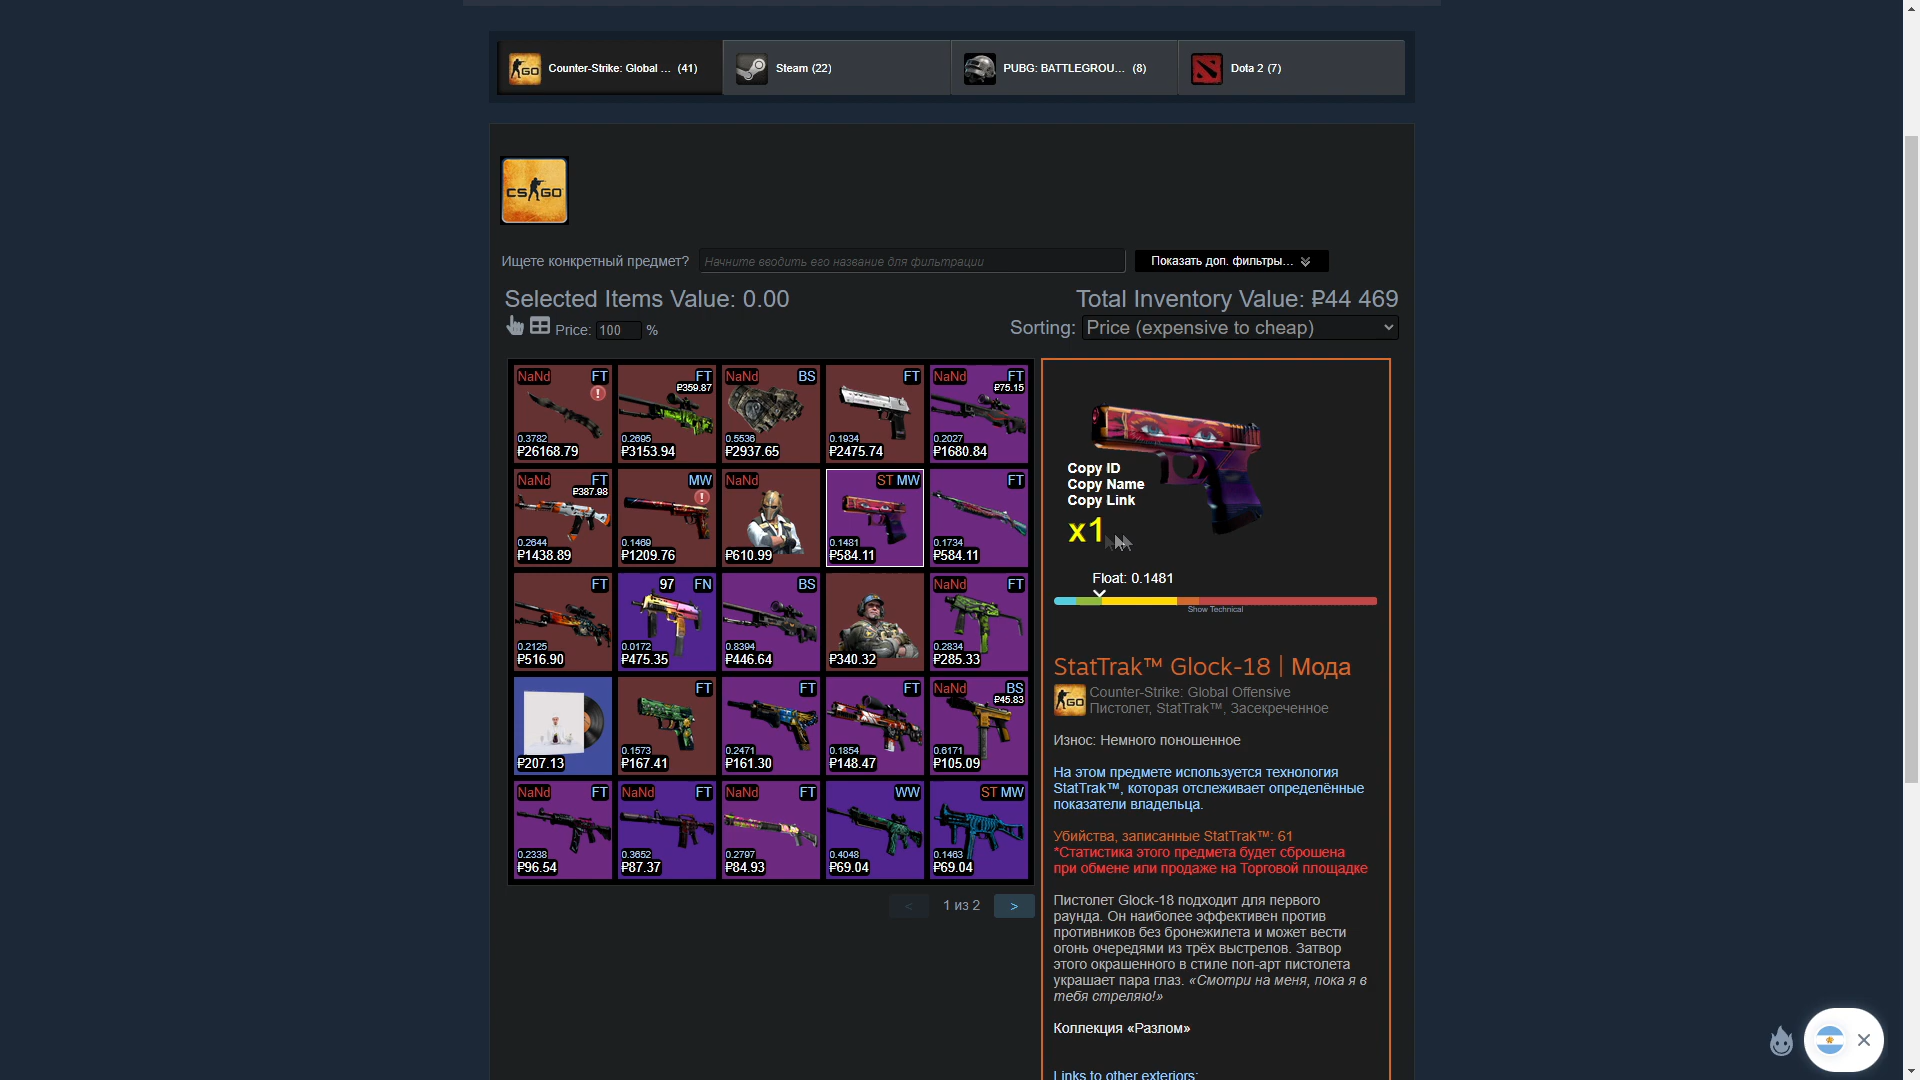 Counter-Strike: Global ... (41)
Steam (22)
PUBG: BATTLEGROU... (8)
Dota 2 (7)
CS GO
Ищете конкретный предмет?
Начните вводить его название для фильтрации
Показать доп. фильтры...
Selected Items Value: 0.00
Total Inventory Value: ₽44 469
Price: 100 %
Sorting: Price (expensive to cheap)
NaNd FT
0.3782
₽26168.79
FT
₽359.87
0.2695
₽3153.94
NaNd BS
0.5536
₽2937.65
FT
0.1934
₽2475.74
NaNd FT
₽75.15
0.2027
₽1680.84
NaNd FT
₽387.98
0.2644
₽1438.89
MW
0.1469
₽1209.76
NaNd
₽610.99
ST MW
0.1481
₽584.11
FT
0.1734
₽584.11
FT
0.2125
₽516.90
97 FN
0.0172
₽475.35
BS
0.8394
₽446.64
₽340.32
NaNd FT
0.2834
₽285.33
₽207.13
FT
0.1573
₽167.41
FT
0.2471
₽161.30
FT
0.1854
₽148.47
NaNd BS
₽45.83
0.6171
₽105.09
NaNd FT
0.2338
₽96.54
NaNd FT
0.3652
₽87.37
NaNd FT
0.2797
₽84.93
WW
0.4048
₽69.04
ST MW
0.1463
₽69.04
< 1 из 2 >
Copy ID
Copy Name
Copy Link
x1
Float: 0.1481
Show Technical
StatTrak™ Glock-18 | Мода
Counter-Strike: Global Offensive
Пистолет, StatTrak™, Засекреченное
Износ: Немного поношенное
На этом предмете используется технология
StatTrak™, которая отслеживает определённые
показатели владельца.
Убийства, записанные StatTrak™: 61
*Статистика этого предмета будет сброшена
при обмене или продаже на Торговой площадке
Пистолет Glock-18 подходит для первого
раунда. Он наиболее эффективен против
противников без бронежилета и может вести
огонь очередями из трёх выстрелов. Затвор
этого окрашенного в стиле поп-арт пистолета
украшает пара глаз. «Смотри на меня, пока я в
тебя стреляю!»
Коллекция «Разлом»
Links to other exteriors: